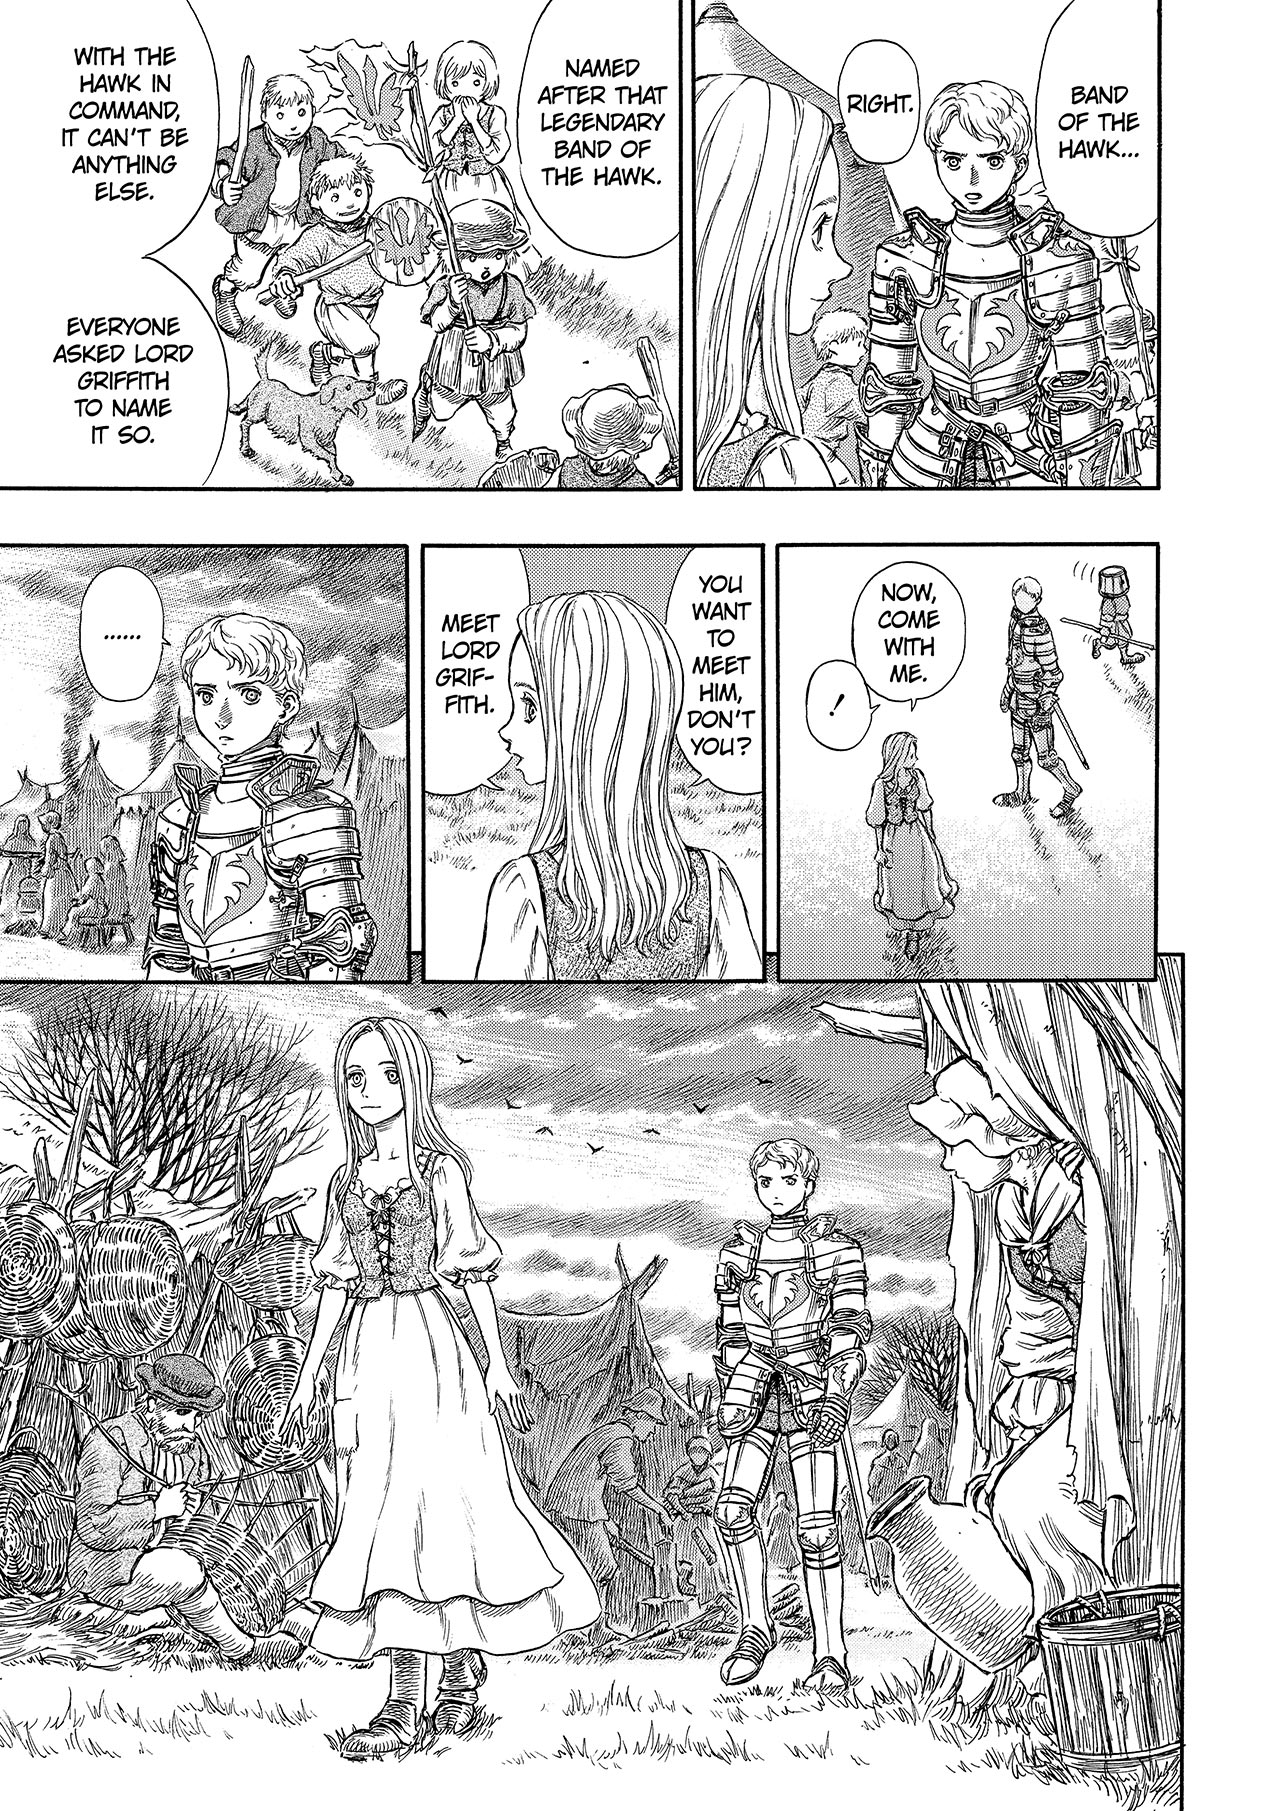 BAND
OF THE
HAWK...
RIGHT.
NAMED
AFTER THAT
LEGENDARY
BAND OF
THE HAWK.
WITH THE
HAWK IN
COMMAND,
IT CAN'T BE
ANYTHING
ELSE.
EVERYONE
ASKED LORD
GRIFFITH
TO NAME
IT SO.
NOW,
COME
WITH
ME.
!
YOU
WANT
TO
MEET
HIM,
DON'T
YOU?
MEET
LORD
GRIF-
FITH.
......